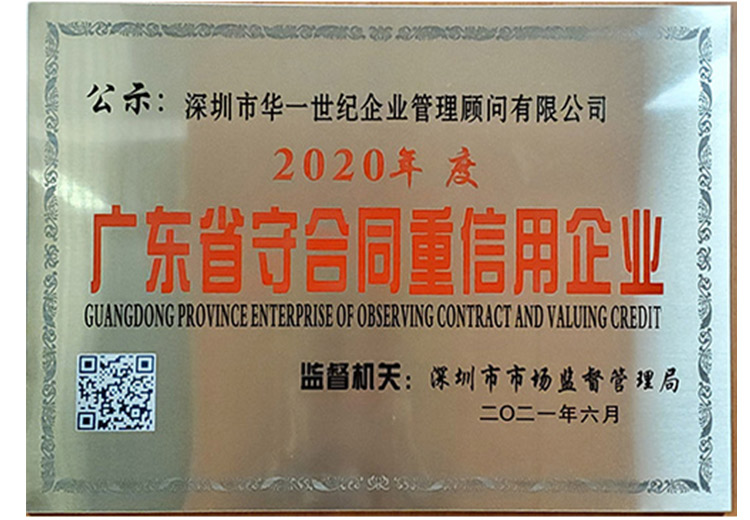 公示：深圳市华一世纪企业管理顾问有限公司
2020年 度
广东省守合同重信用企业
GUANGDONG PROVINCE ENTERPRISE OF OBSERVING CONTRACT AND VALUING CREDIT
监督机关：深圳市市场监督管理局
二〇二一年六月